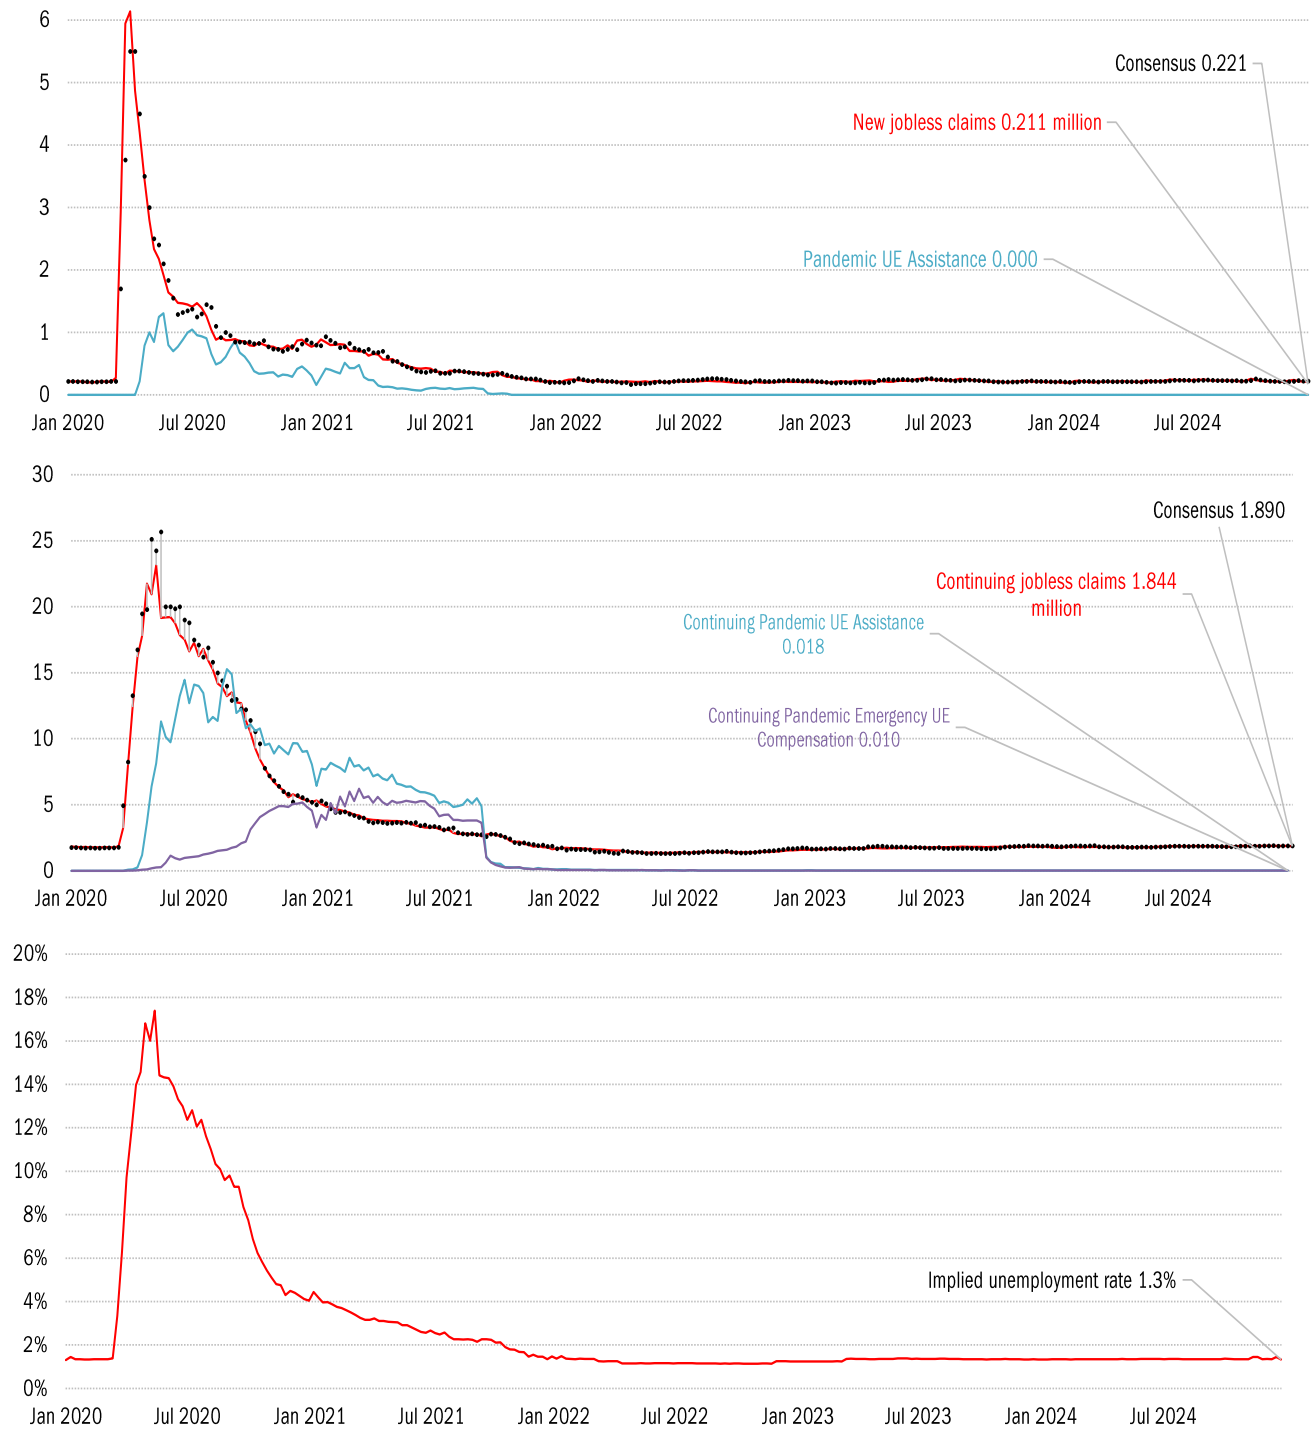 6
5
4
3
2
1
0
Consensus 0.221
New jobless claims 0.211 million
Pandemic UE Assistance 0.000
Jan 2020 Jul 2020 Jan 2021 Jul 2021 Jan 2022 Jul 2022 Jan 2023 Jul 2023 Jan 2024 Jul 2024
30
25
20
15
10
5
0
Consensus 1.890
Continuing jobless claims 1.844
million
Continuing Pandemic UE Assistance
0.018
Continuing Pandemic Emergency UE
Compensation 0.010
Jan 2020 Jul 2020 Jan 2021 Jul 2021 Jan 2022 Jul 2022 Jan 2023 Jul 2023 Jan 2024 Jul 2024
20%
18%
16%
14%
12%
10%
8%
6%
4%
2%
0%
Implied unemployment rate 1.3%
Jan 2020 Jul 2020 Jan 2021 Jul 2021 Jan 2022 Jul 2022 Jan 2023 Jul 2023 Jan 2024 Jul 2024